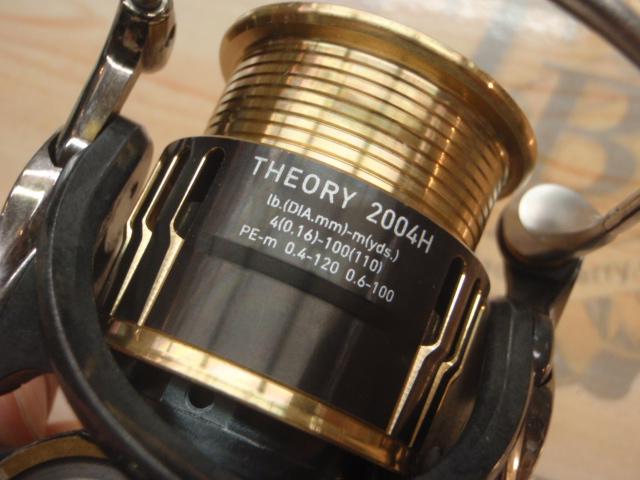 THEORY 2004H
lb.(DIA.mm)-m(yds.)
4(0.16)-100(110)
PE-m 0.4-120 0.6-100